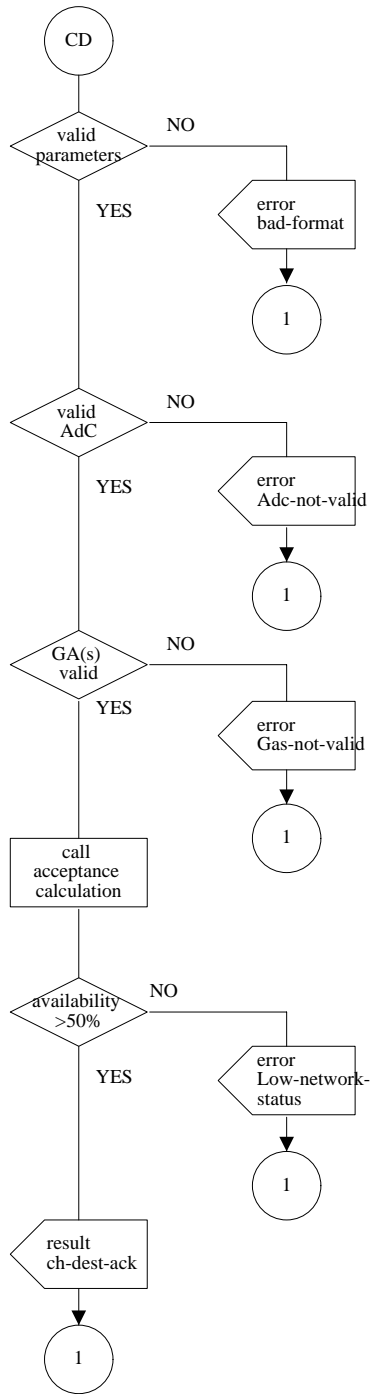 CD
valid
parameters
NO
YES
error
bad-format
1
valid
AdC
NO
YES
error
Adc-not-valid
1
GA(s)
valid
NO
YES
error
Gas-not-valid
1
call
acceptance
calculation
availability
>50%
NO
YES
error
Low-network-
status
1
result
ch-dest-ack
1